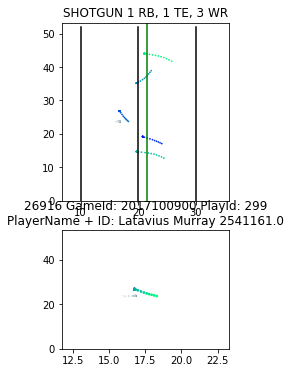 SHOTGUN 1 RB, 1 TE, 3 WR
50
40
30
20
10
0
10 20 30
26916 GameId: 2017100900 PlayId: 299
PlayerName + ID: Latavius Murray 2541161.0
40
20
0
12.5 15.0 17.5 20.0 22.5